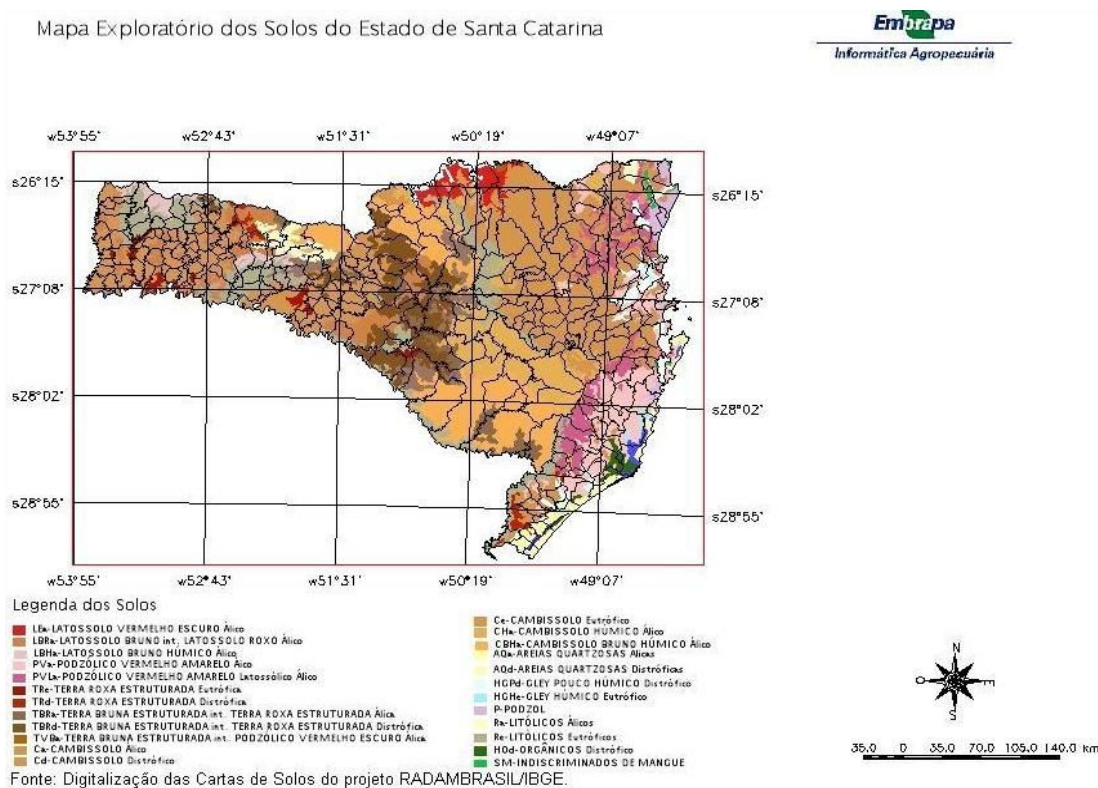 Mapa Exploratório dos Solos do Estado de Santa Catarina
Embrapa
Informática Agropecuária
w53°55' w52°43' w51°31' w50°19' w49°07'
s26°15' s26°15'
s27°08' s27°08'
s28°02' s28°02'
s28°55' s28°55'
w53°55' w52°43' w51°31' w50°19' w49°07'
Legenda dos Solos
LEa-LATOSSOLO VERMELHO ESCURO Álico
LBRa-LATOSSOLO BRUNO int. LATOSSOLO ROXO Álico
LBHa-LATOSSOLO BRUNO HÚMICO Álico
PVa-PODZÓLICO VERMELHO AMARELO Áico
PVLa-PODZÓLICO VERMELHO AMARELO Latossólico Álico
TRe-TERRA ROXA ESTRUTURADA Eutrófica
TRd-TERRA ROXA ESTRUTURADA Distrófica
TBRa-TERRA BRUNA ESTRUTURADA int. TERRA ROXA ESTRUTURADA Álica
TBRd-TERRA BRUNA ESTRUTURADA int. TERRA ROXA ESTRUTURADA Distrófica
TVBa-TERRA BRUNA ESTRUTURADA int. PODZÓLICO VERMELHO ESCURO Álica
Ca-CAMBISSOLO Álico
Cd-CAMBISSOLO Distrófico
Ce-CAMBISSOLO Eutrófico
CHa-CAMBISSOLO HÚMICO Álico
CBHa-CAMBISSOLO BRUNO HÚMICO Álico
AQa-AREIAS QUARTZOSAS Álicas
AQd-AREIAS QUARTZOSAS Distróficas
HGPd-GLEY POUCO HÚMICO Distrófico
HGHe-GLEY HÚMICO Eutrófico
P-PODZOL
Ra-LITÓLICOS Álicos
Re-LITÓLICOS Eutróficos
HOd-ORGÂNICOS Distrófico
SM-INDISCRIMINADOS DE MANGUE
N
O E
S
35.0 0 35.0 70.0 105.0 140.0 km
Fonte: Digitalização das Cartas de Solos do projeto RADAMBRASIL/IBGE.